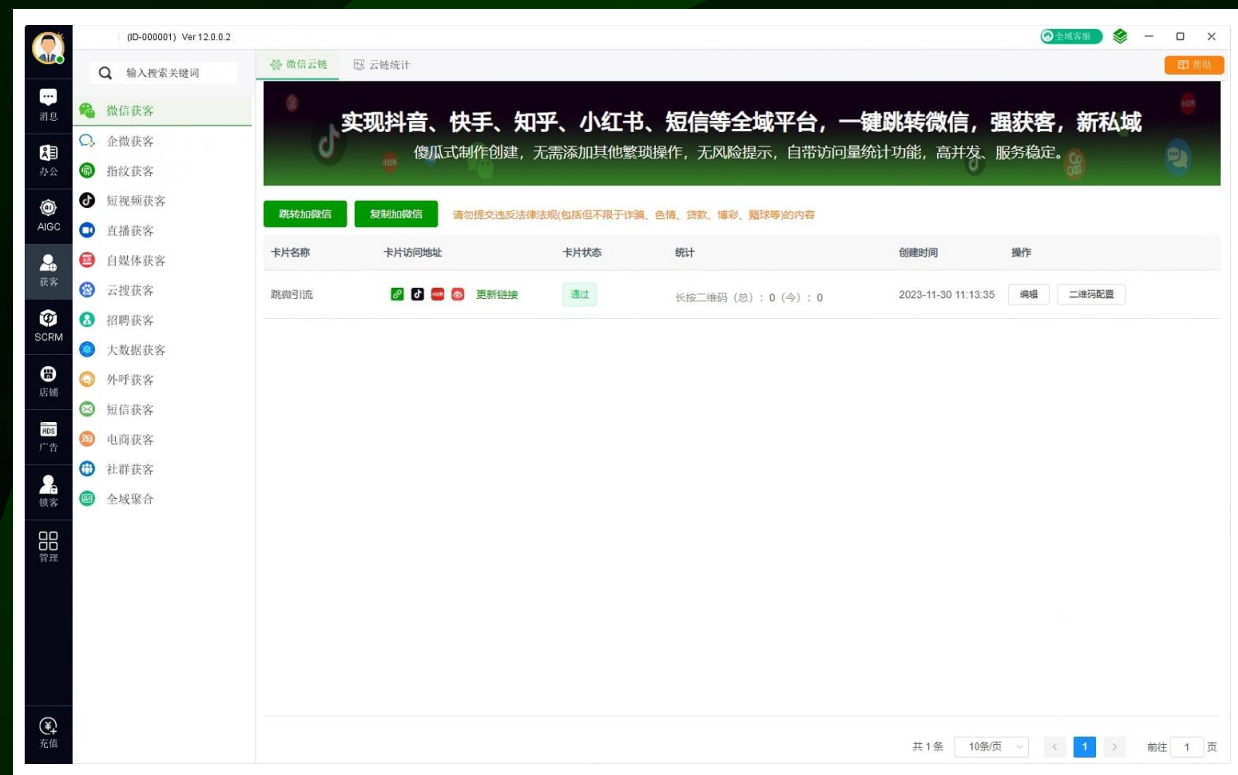 (ID-000001) Ver 12.0.0.2
全域客服
输入搜索关键词
微信云链
云链统计
帮助
消息
办公
AIGC
获客
SCRM
店铺
ADS
广告
锁客
管理
充值
微信获客
企微获客
指纹获客
短视频获客
直播获客
自媒体获客
云搜获客
招聘获客
大数据获客
外呼获客
短信获客
电商获客
社群获客
全域聚合
实现抖音、快手、知乎、小红书、短信等全域平台，一键跳转微信，强获客，新私域
傻瓜式制作创建，无需添加其他繁琐操作，无风险提示，自带访问量统计功能，高并发、服务稳定。
跳转加微信
复制加微信
请勿提交违反法律法规(包括但不限于诈骗、色情、贷款、博彩、赌球等)的内容
卡片名称
卡片访问地址
卡片状态
统计
创建时间
操作
跳微引流
更新链接
通过
长按二维码（总）：0（今）：0
2023-11-30 11:13:35
编辑
二维码配置
共 1 条
10条/页
1
前往 1 页